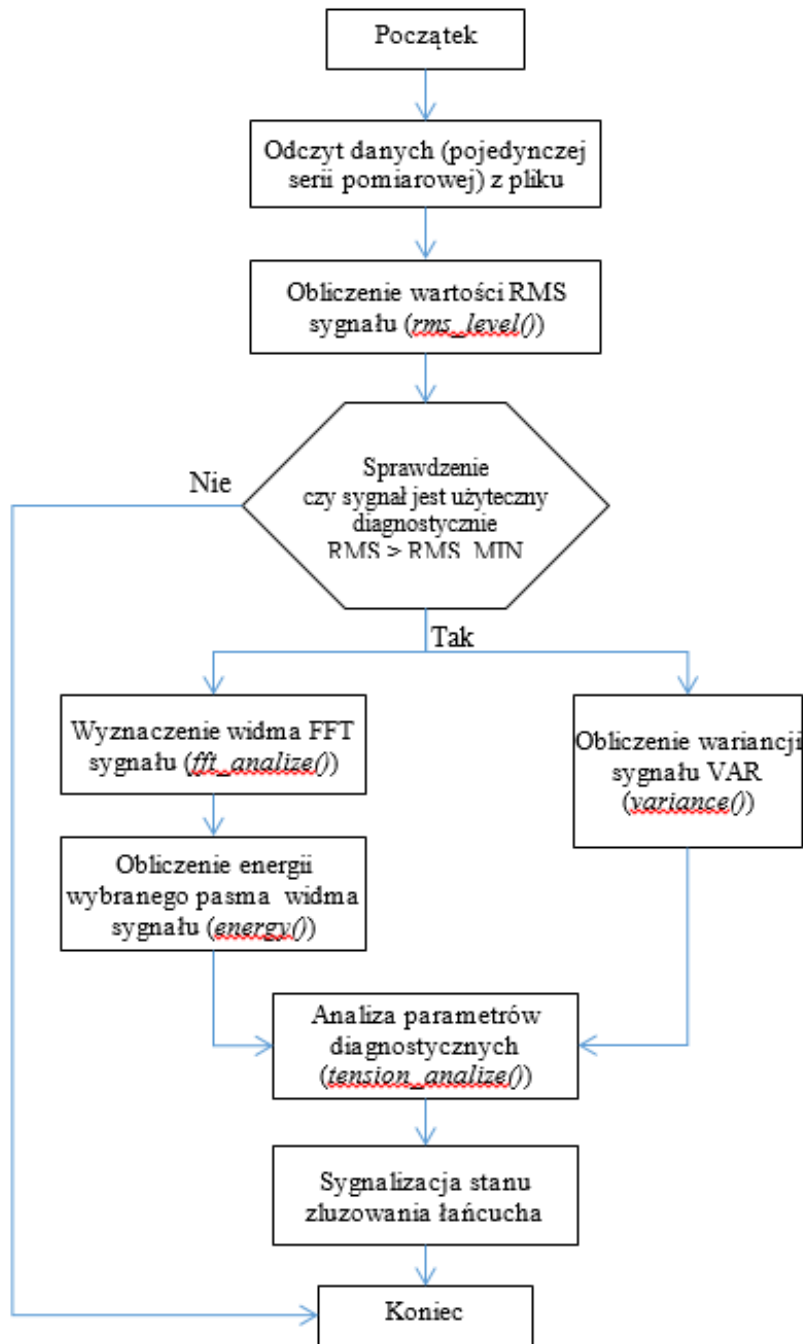 Początek
Odczyt danych (pojedynczej
serii pomiarowej) z pliku
Obliczenie wartości RMS
sygnału (rms_level())
Sprawdzenie
czy sygnał jest użyteczny
diagnostycznie
RMS > RMS_MIN
Nie
Tak
Wyznaczenie widma FFT
sygnału (fft_analize())
Obliczenie wariancji
sygnału VAR
(variance())
Obliczenie energii
wybranego pasma widma
sygnału (energy())
Analiza parametrów
diagnostycznych
(tension_analize())
Sygnalizacja stanu
zluzowania łańcucha
Koniec